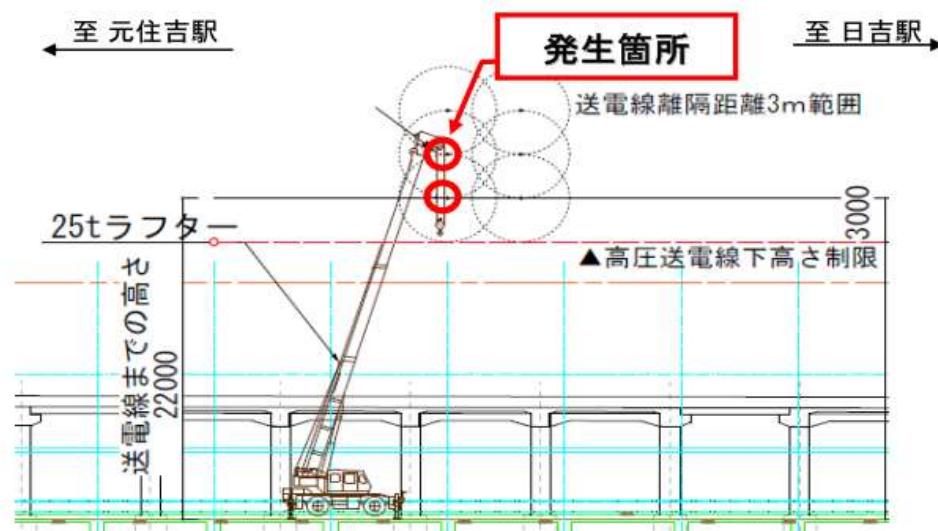 至 元住吉駅
発生箇所
至 日吉駅
送電線離隔距離3m範囲
25tラフター
3000
▲高圧送電線下高さ制限
送電線までの高さ
22000